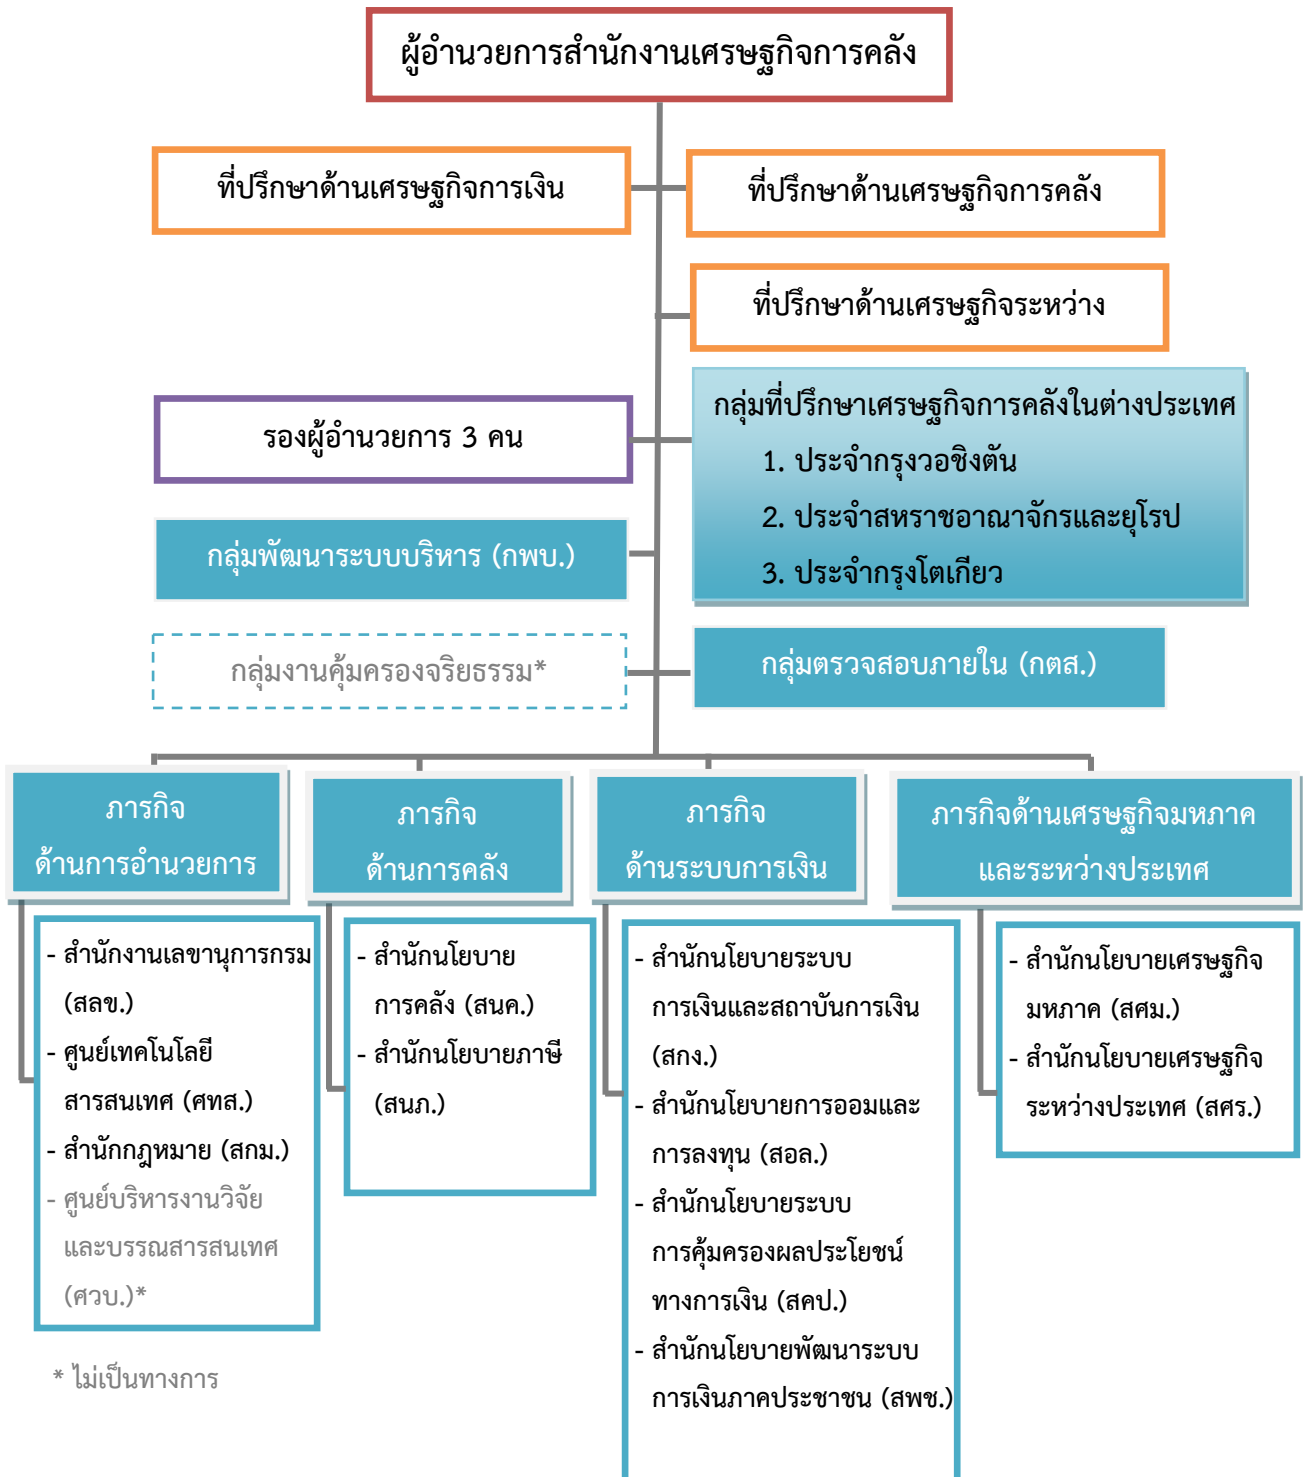 ผู้อำนวยการสำนักงานเศรษฐกิจการคลัง
ที่ปรึกษาด้านเศรษฐกิจการเงิน
ที่ปรึกษาด้านเศรษฐกิจการคลัง
ที่ปรึกษาด้านเศรษฐกิจระหว่าง
รองผู้อำนวยการ 3 คน
กลุ่มที่ปรึกษาเศรษฐกิจการคลังในต่างประเทศ
1. ประจำกรุงวอชิงตัน
2. ประจำสหราชอาณาจักรและยุโรป
3. ประจำกรุงโตเกียว
กลุ่มพัฒนาระบบบริหาร (กพบ.)
กลุ่มงานคุ้มครองจริยธรรม*
กลุ่มตรวจสอบภายใน (กตส.)
ภารกิจ
ด้านการอำนวยการ
- สำนักงานเลขานุการกรม
(สลข.)
- ศูนย์เทคโนโลยี
สารสนเทศ (ศทส.)
- สำนักกฎหมาย (สกม.)
- ศูนย์บริหารงานวิจัย
และบรรณสารสนเทศ
(ศวบ.)*
ภารกิจ
ด้านการคลัง
- สำนักนโยบาย
การคลัง (สนค.)
- สำนักนโยบายภาษี
(สนภ.)
ภารกิจ
ด้านระบบการเงิน
- สำนักนโยบายระบบ
การเงินและสถาบันการเงิน
(สกง.)
- สำนักนโยบายการออมและ
การลงทุน (สอล.)
- สำนักนโยบายระบบ
การคุ้มครองผลประโยชน์
ทางการเงิน (สคป.)
- สำนักนโยบายพัฒนาระบบ
การเงินภาคประชาชน (สพช.)
ภารกิจด้านเศรษฐกิจมหภาค
และระหว่างประเทศ
- สำนักนโยบายเศรษฐกิจ
มหภาค (สศม.)
- สำนักนโยบายเศรษฐกิจ
ระหว่างประเทศ (สศร.)
* ไม่เป็นทางการ